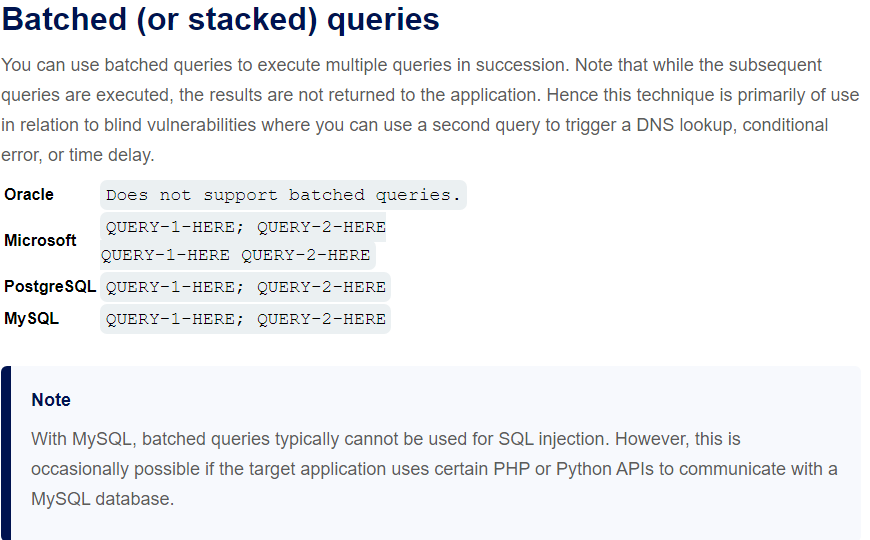 Batched (or stacked) queries
You can use batched queries to execute multiple queries in succession. Note that while the subsequent
queries are executed, the results are not returned to the application. Hence this technique is primarily of use
in relation to blind vulnerabilities where you can use a second query to trigger a DNS lookup, conditional
error, or time delay.
Oracle Does not support batched queries.
Microsoft QUERY-1-HERE; QUERY-2-HERE
QUERY-1-HERE QUERY-2-HERE
PostgreSQL QUERY-1-HERE; QUERY-2-HERE
MySQL QUERY-1-HERE; QUERY-2-HERE
Note
With MySQL, batched queries typically cannot be used for SQL injection. However, this is
occasionally possible if the target application uses certain PHP or Python APIs to communicate with a
MySQL database.